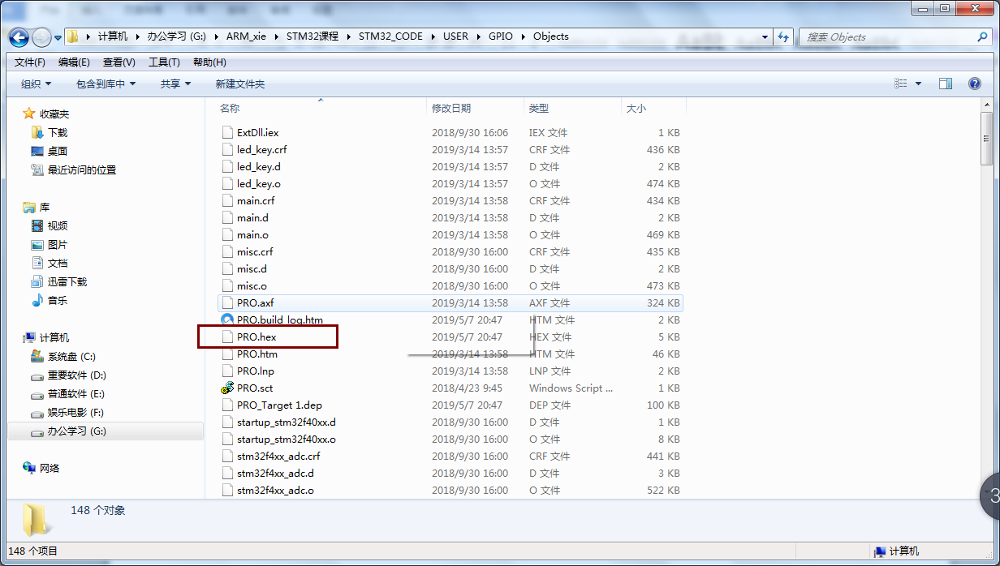 计算机 办公学习 (G:) ARM_xie STM32课程 STM32_CODE USER GPIO Objects
搜索 Objects
文件(F) 编辑(E) 查看(V) 工具(T) 帮助(H)
组织 包含到库中 共享 新建文件夹
收藏夹
下载
桌面
最近访问的位置
库
视频
图片
文档
迅雷下载
音乐
计算机
系统盘 (C:)
重要软件 (D:)
普通软件 (E:)
娱乐电影 (F:)
办公学习 (G:)
网络
名称 修改日期 类型 大小
ExtDll.iex 2018/9/30 16:06 IEX 文件 1 KB
led_key.crf 2019/3/14 13:57 CRF 文件 436 KB
led_key.d 2019/3/14 13:57 D 文件 2 KB
led_key.o 2019/3/14 13:57 O 文件 474 KB
main.crf 2019/3/14 13:58 CRF 文件 434 KB
main.d 2019/3/14 13:58 D 文件 2 KB
main.o 2019/3/14 13:58 O 文件 469 KB
misc.crf 2018/9/30 16:00 CRF 文件 435 KB
misc.d 2018/9/30 16:00 D 文件 2 KB
misc.o 2018/9/30 16:00 O 文件 473 KB
PRO.axf 2019/3/14 13:58 AXF 文件 324 KB
PRO.build_log.htm 2019/5/7 20:47 HTM 文件 2 KB
PRO.hex 2019/5/7 20:47 HEX 文件 5 KB
PRO.htm 2019/3/14 13:58 HTM 文件 46 KB
PRO.lnp 2019/3/14 13:58 LNP 文件 2 KB
PRO.sct 2018/4/23 9:45 Windows Script ... 1 KB
PRO_Target 1.dep 2019/5/7 20:47 DEP 文件 100 KB
startup_stm32f40xx.d 2018/9/30 16:00 D 文件 1 KB
startup_stm32f40xx.o 2018/9/30 16:00 O 文件 8 KB
stm32f4xx_adc.crf 2018/9/30 16:00 CRF 文件 441 KB
stm32f4xx_adc.d 2018/9/30 16:00 D 文件 3 KB
stm32f4xx_adc.o 2018/9/30 16:00 O 文件 522 KB
3
148 个对象
148 个项目
计算机